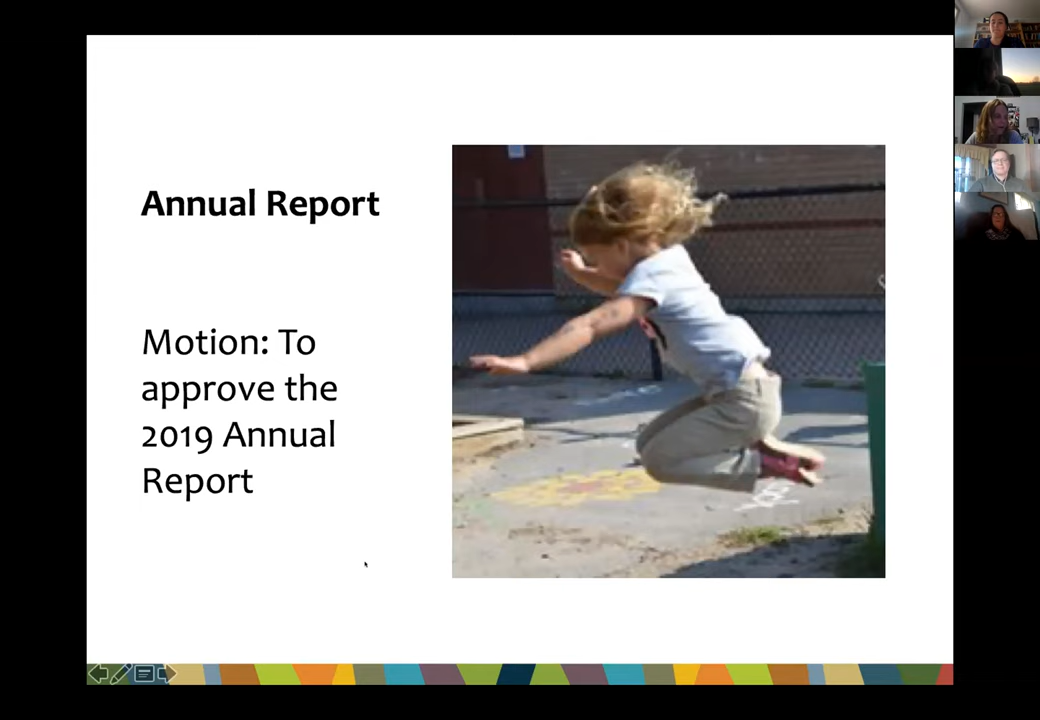 Annual Report
Motion: To
approve the
2019 Annual
Report